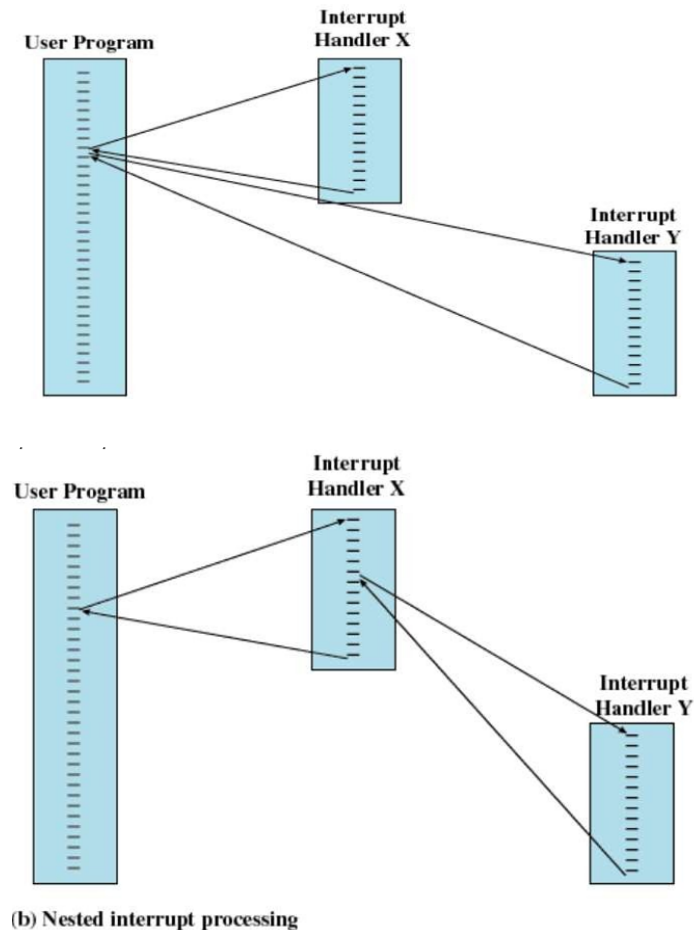 User Program
Interrupt
Handler X
Interrupt
Handler Y
User Program
Interrupt
Handler X
Interrupt
Handler Y
(b) Nested interrupt processing